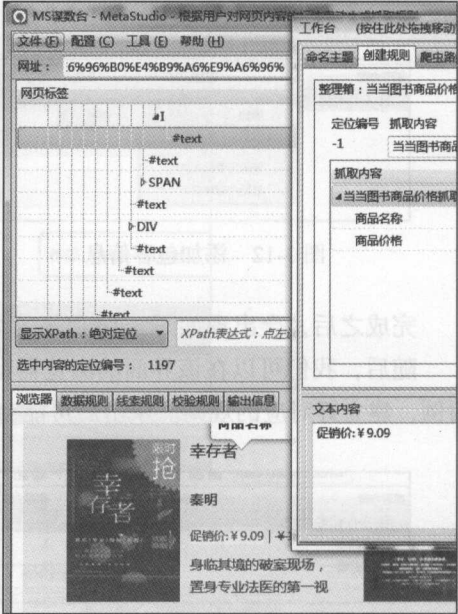 MS谋数台 - MetaStudio - 根据用户对网页内容的
文件(F) 配置(C) 工具(E) 帮助(H)
网址： .6%96%B0%E4%B9%A6%E9%A6%96%
网页标签
I
#text
#text
SPAN
#text
DIV
#text
#text
#text
#text
显示XPath：绝对定位
XPath表达式：点左
选中内容的定位编号： 1197
浏览器 数据规则 线索规则 校验规则 输出信息
商品名称
幸存者
秦明
促销价:￥9.09 | ￥
身临其境的破案现场，
置身专业法医的第一视
幸存者
抢
工作台 (按住此处拖拽移动
命名主题 创建规则 爬虫路
整理箱：当当图书商品价格
定位编号 抓取内容
-1 当当图书商品
抓取内容
当当图书商品价格抓取
商品名称
商品价格
文本内容
促销价:￥9.09